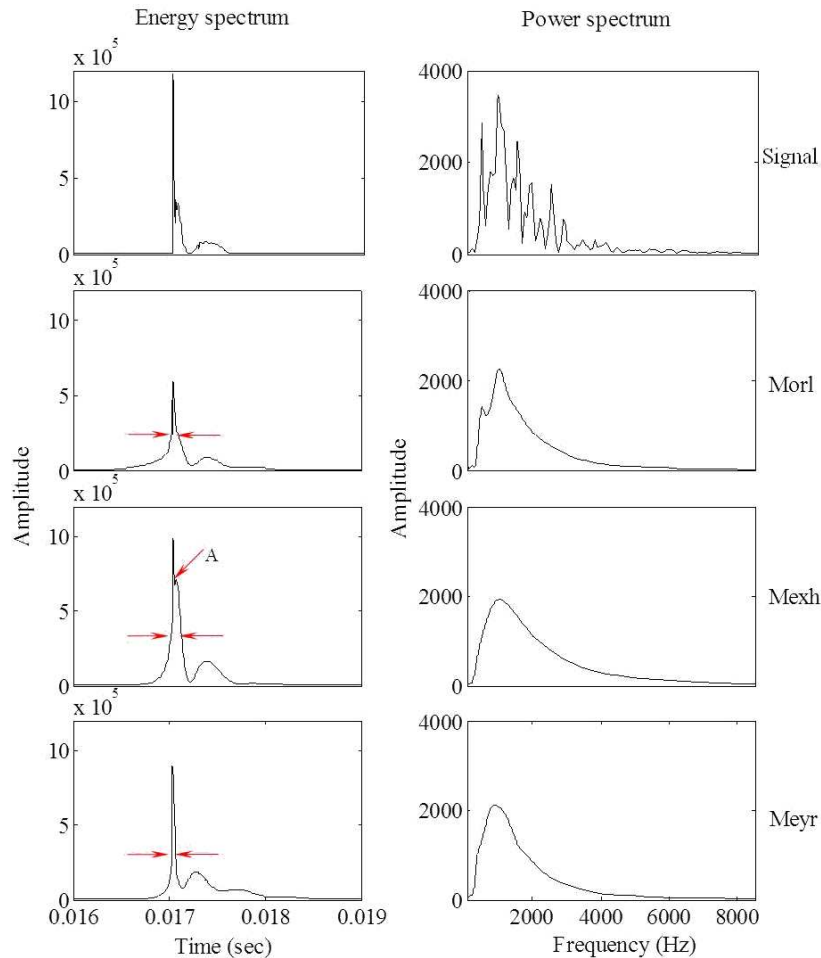 Energy spectrum
Power spectrum
x 10^5
10
5
0
4000
2000
0
Signal
x 10^5
10
5
0
4000
2000
0
Morl
Amplitude
Amplitude
x 10^5
10
5
0
A
4000
2000
0
Mexh
x 10^5
10
5
0
0.016 0.017 0.018 0.019
Time (sec)
4000
2000
0
2000 4000 6000 8000
Frequency (Hz)
Meyr